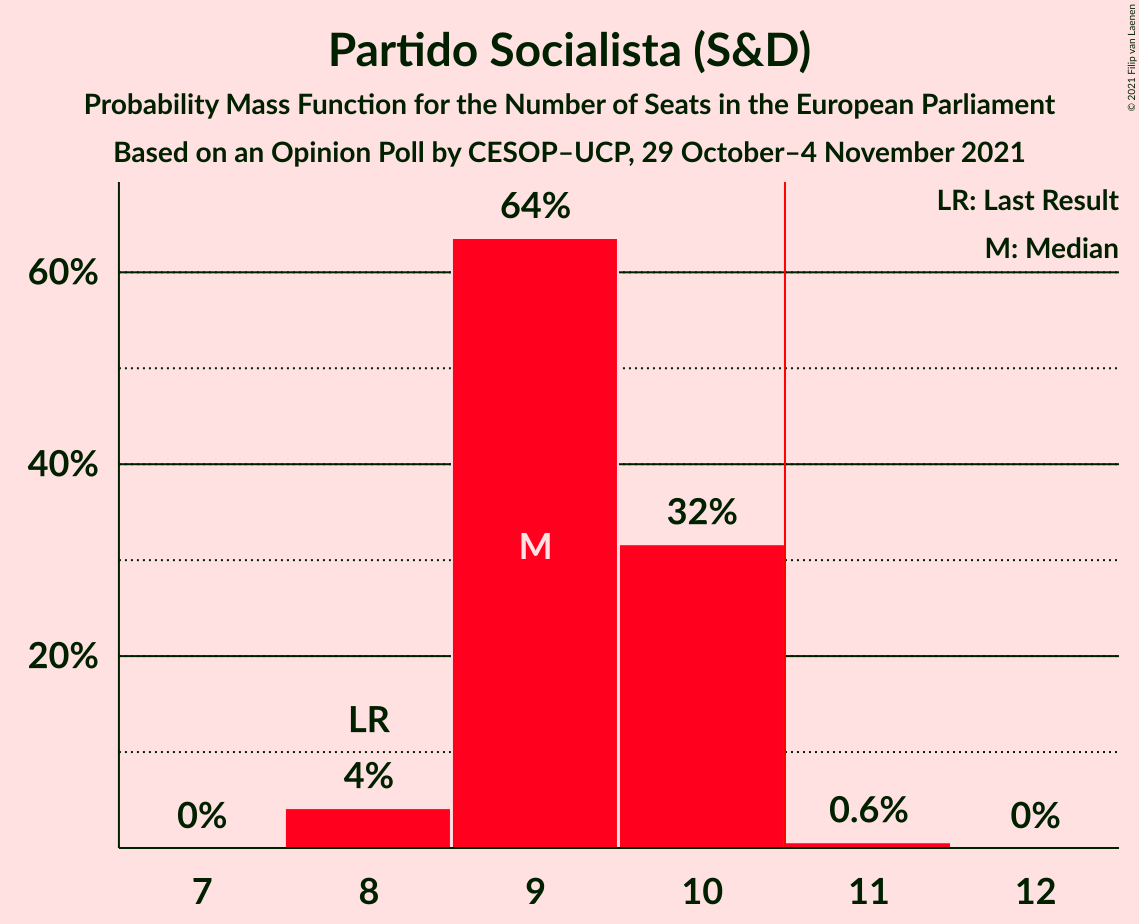 Partido Socialista (S&D)
Probability Mass Function for the Number of Seats in the European Parliament
Based on an Opinion Poll by CESOP–UCP, 29 October–4 November 2021
© 2021 Filip van Laenen
LR: Last Result
M: Median
64%
60%
40%
32%
M
20%
LR
4%
0%
0.6%
0%
7 8 9 10 11 12